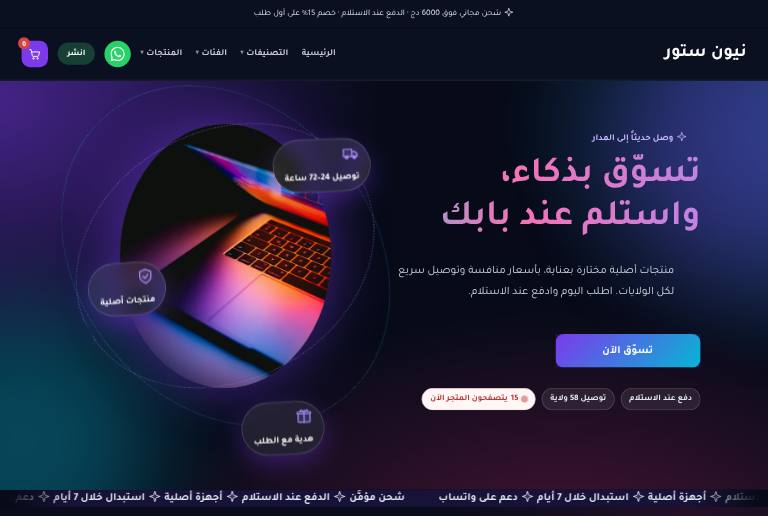 شحن مجاني فوق 6000 دج · الدفع عند الاستلام · خصم 15% على أول طلب
نيون ستور
الرئيسية
التصنيفات
الفئات
المنتجات
انشر
0
وصل حديثاً إلى المدار
تسوّق بذكاء،
واستلم عند بابك
منتجات أصلية مختارة بعناية، بأسعار منافسة وتوصيل سريع
لكل الولايات. اطلب اليوم وادفع عند الاستلام.
تسوّق الآن
دفع عند الاستلام
توصيل 58 ولاية
15 يتصفحون المتجر الآن
توصيل 24-72 ساعة
منتجات أصلية
هدية مع الطلب
ستلام أجهزة أصلية استبدال خلال 7 أيام دعم على واتساب شحن مؤمَّن الدفع عند الاستلام أجهزة أصلية استبدال خلال 7 أيام دعم